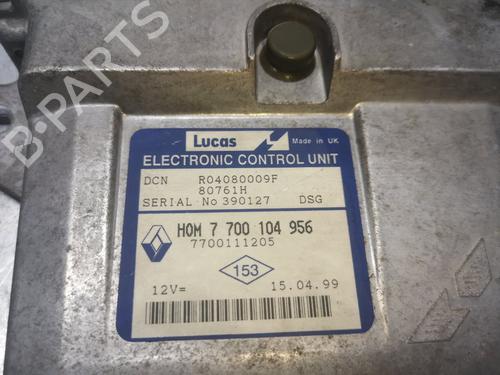 B-PARTS
Lucas
Made in UK
ELECTRONIC CONTROL UNIT
DCN R04080009F
80761H
SERIAL No 390127 DSG
HOM 7 700 104 956
7700111205
153
12V= 15.04.99